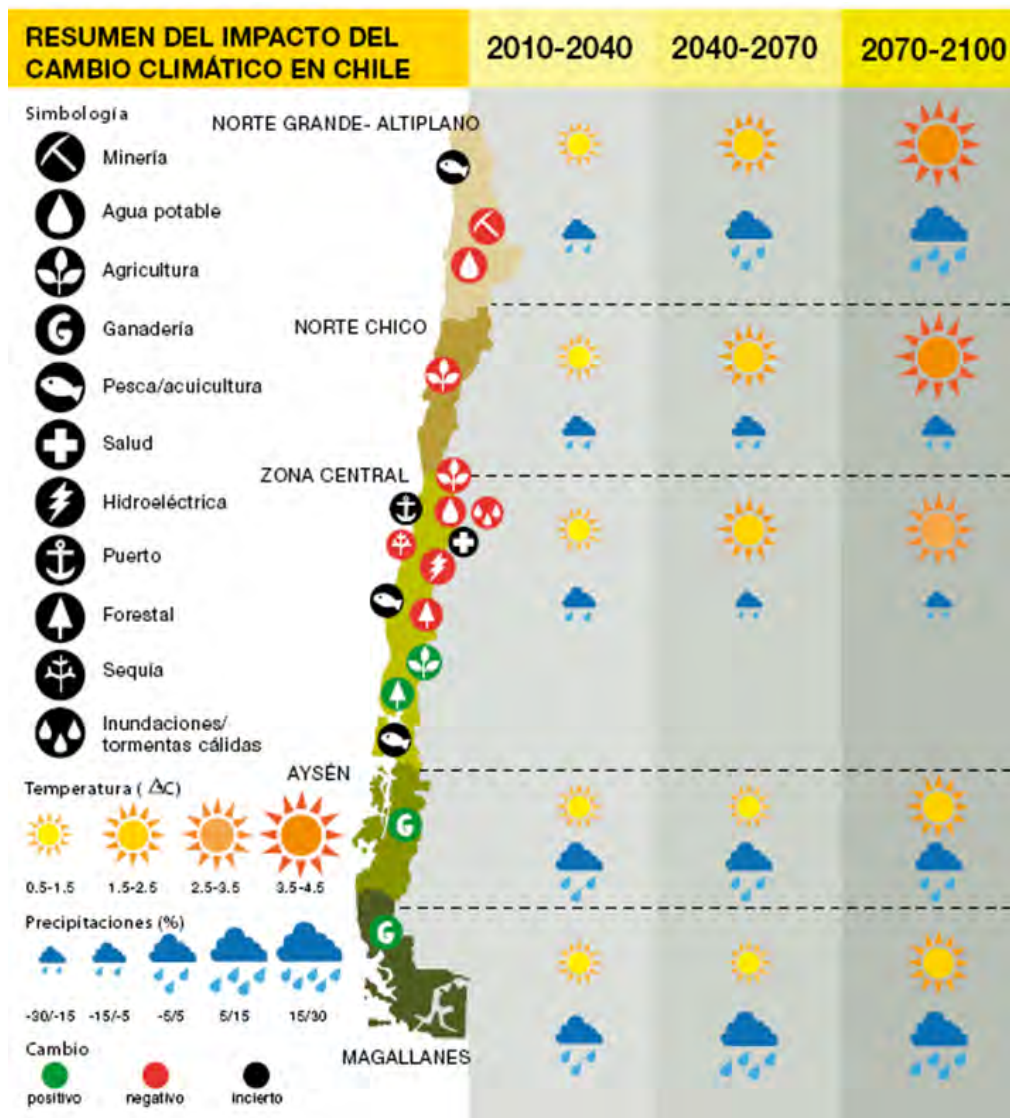 RESUMEN DEL IMPACTO DEL
CAMBIO CLIMÁTICO EN CHILE
2010-2040
2040-2070
2070-2100
Simbología
Minería
Agua potable
Agricultura
Ganadería
Pesca/acuicultura
Salud
Hidroeléctrica
Puerto
Forestal
Sequía
Inundaciones/
tormentas cálidas
NORTE GRANDE- ALTIPLANO
NORTE CHICO
ZONA CENTRAL
AYSÉN
MAGALLANES
Temperatura ( ΔC)
0.5-1.5 1.5-2.5 2.5-3.5 3.5-4.5
Precipitaciones (%)
-30/-15 -15/-5 -5/5 5/15 15/30
Cambio
positivo negativo incierto